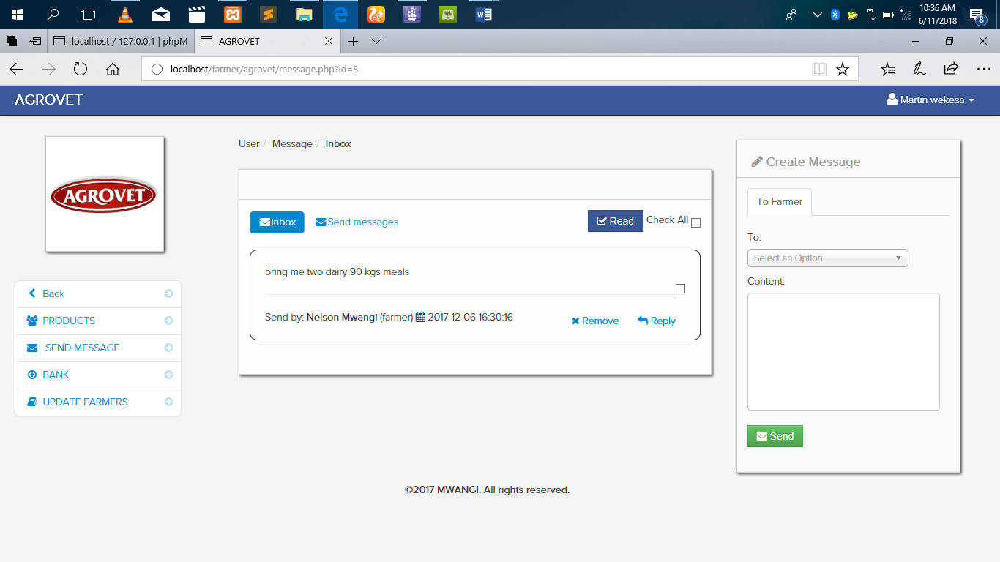 10:36 AM
6/11/2018
8
localhost / 127.0.0.1 | phpM
AGROVET
localhost/farmer/agrovet/message.php?id=8
AGROVET
Martin wekesa
AGROVET
Back
PRODUCTS
SEND MESSAGE
BANK
UPDATE FARMERS
User / Message / Inbox
inbox
Send messages
Read
Check All
bring me two dairy 90 kgs meals
Send by: Nelson Mwangi (farmer) 2017-12-06 16:30:16
Remove
Reply
Create Message
To Farmer
To:
Select an Option
Content:
Send
©2017 MWANGI. All rights reserved.